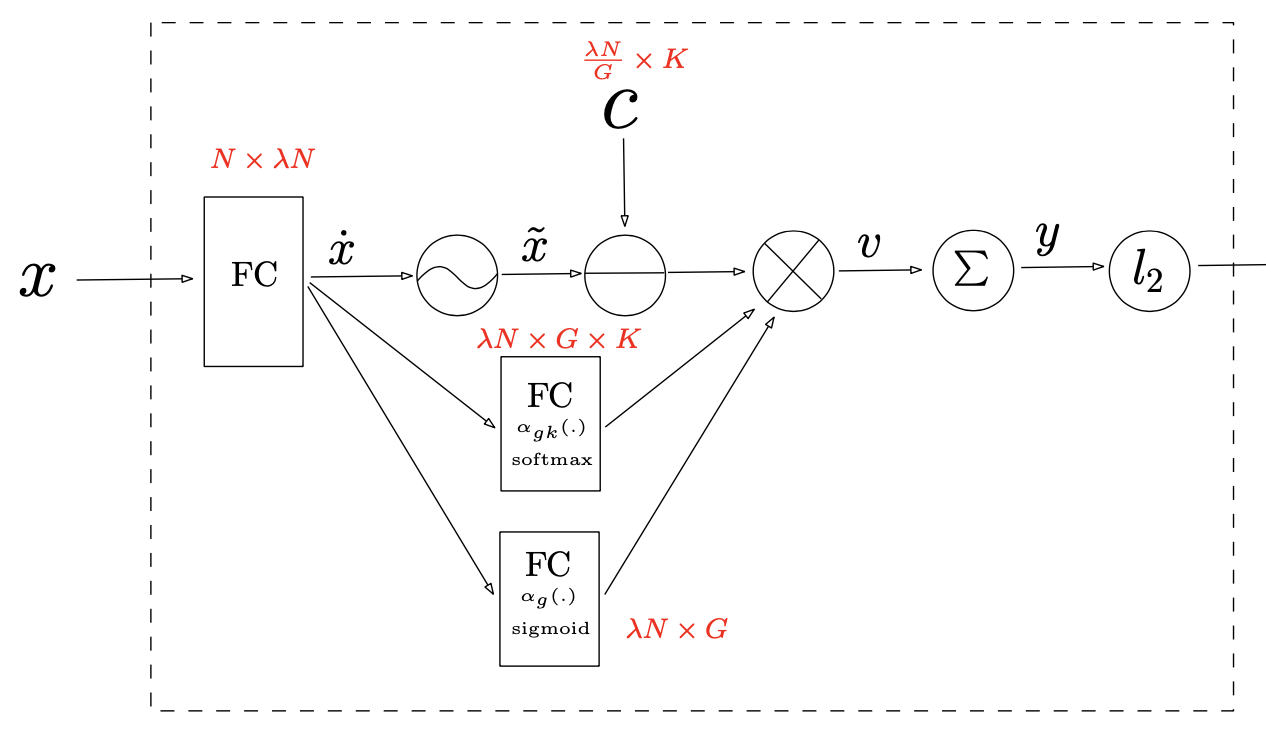 λN/G × K
c
N × λN
x
FC
ẋ
x̃
v
Σ
y
l₂
λN × G × K
FC
α_gk(.)
softmax
FC
α_g(.)
sigmoid
λN × G